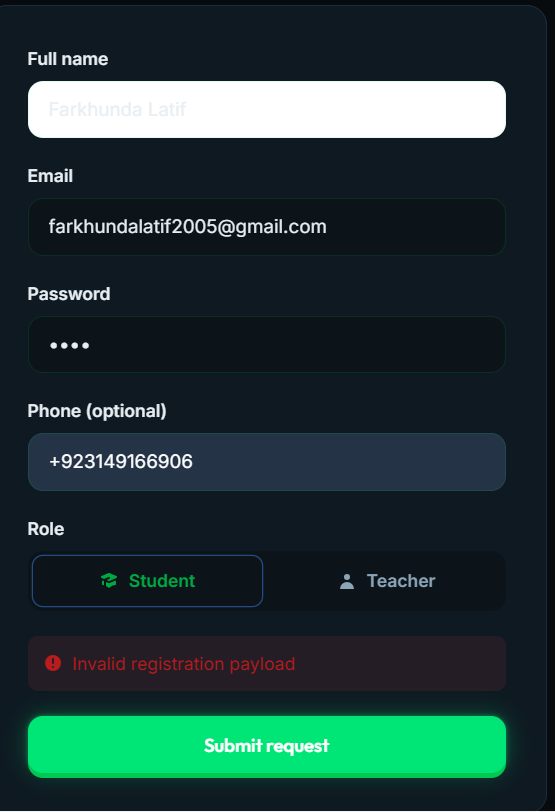 Full name
Farkhunda Latif
Email
farkhundalatif2005@gmail.com
Password
••••
Phone (optional)
+923149166906
Role
Student
Teacher
Invalid registration payload
Submit request